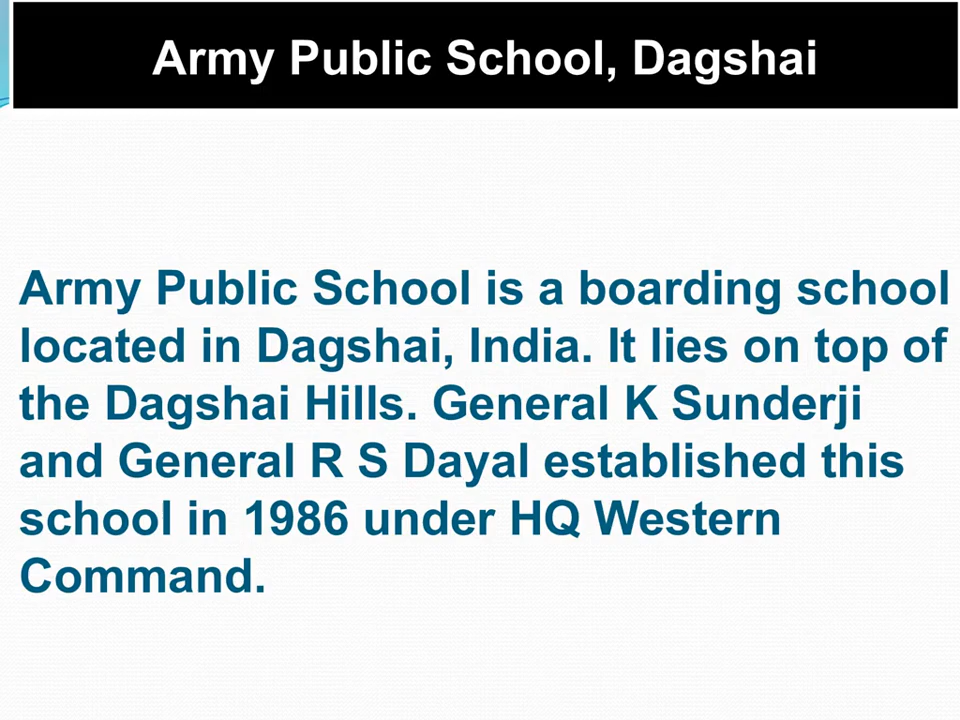 Army Public School, Dagshai
Army Public School is a boarding school
located in Dagshai, India. It lies on top of
the Dagshai Hills. General K Sunderji
and General R S Dayal established this
school in 1986 under HQ Western
Command.